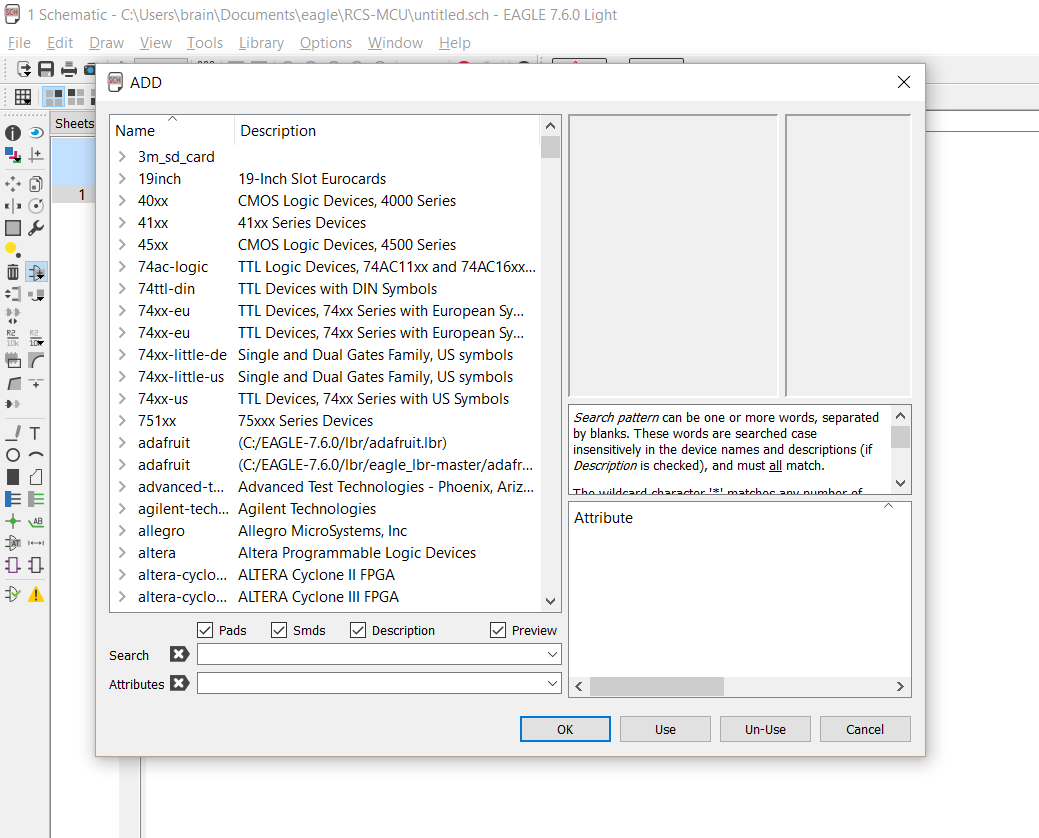 1 Schematic - C:\Users\brain\Documents\eagle\RCS-MCU\untitled.sch - EAGLE 7.6.0 Light
File Edit Draw View Tools Library Options Window Help
ADD
Sheets
1
Name Description
3m_sd_card
19inch 19-Inch Slot Eurocards
40xx CMOS Logic Devices, 4000 Series
41xx 41xx Series Devices
45xx CMOS Logic Devices, 4500 Series
74ac-logic TTL Logic Devices, 74AC11xx and 74AC16xx...
74ttl-din TTL Devices with DIN Symbols
74xx-eu TTL Devices, 74xx Series with European Sy...
74xx-eu TTL Devices, 74xx Series with European Sy...
74xx-little-de Single and Dual Gates Family, US symbols
74xx-little-us Single and Dual Gates Family, US symbols
74xx-us TTL Devices, 74xx Series with US Symbols
751xx 75xxx Series Devices
adafruit (C:/EAGLE-7.6.0/lbr/adafruit.lbr)
adafruit (C:/EAGLE-7.6.0/lbr/eagle_lbr-master/adafr...
advanced-t... Advanced Test Technologies - Phoenix, Ariz...
agilent-tech... Agilent Technologies
allegro Allegro MicroSystems, Inc
altera Altera Programmable Logic Devices
altera-cyclo... ALTERA Cyclone II FPGA
altera-cyclo... ALTERA Cyclone III FPGA
Pads Smds Description Preview
Search
Attributes
Search pattern can be one or more words, separated
by blanks. These words are searched case
insensitively in the device names and descriptions (if
Description is checked), and must all match.
The wildcard character '*' matches any number of
Attribute
OK Use Un-Use Cancel